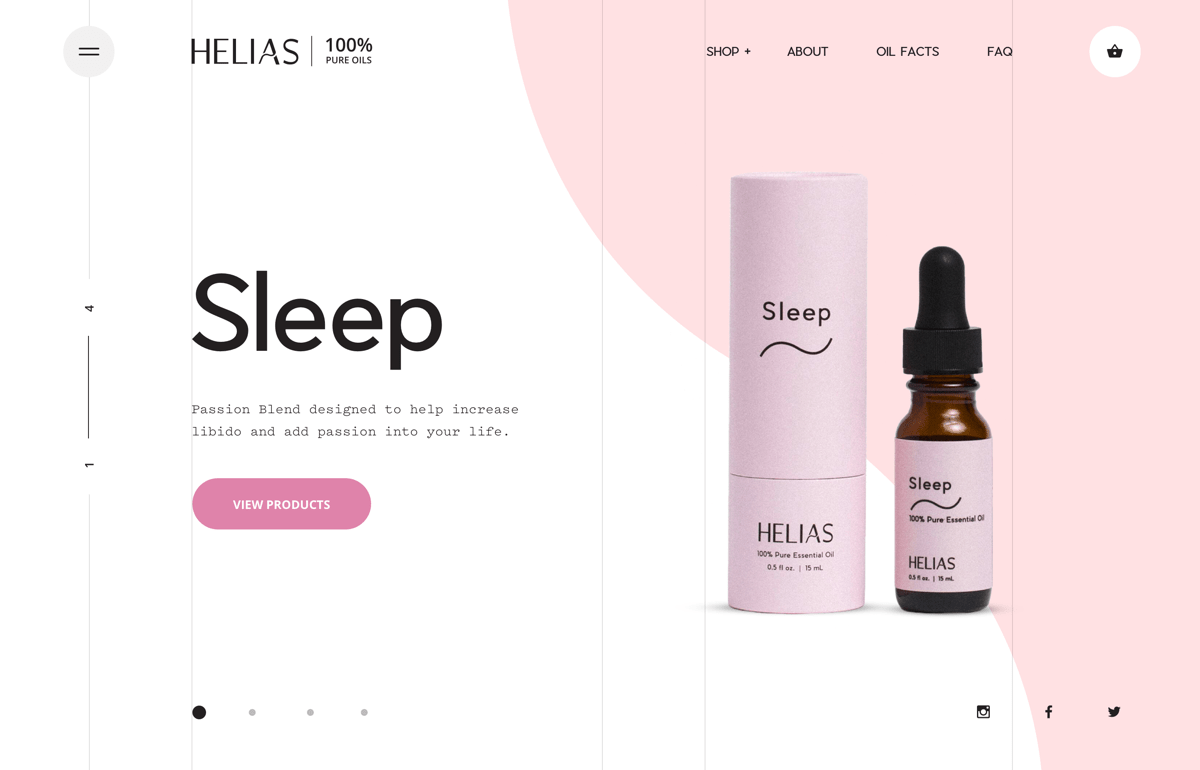 HELIAS
100%
PURE OILS
SHOP +
ABOUT
OIL FACTS
FAQ
4
1
Sleep
Passion Blend designed to help increase
libido and add passion into your life.
VIEW PRODUCTS
Sleep
HELIAS
100% Pure Essential Oil
0.5 fl oz. | 15 mL
Sleep
100% Pure Essential Oil
HELIAS
0.5 fl oz. | 15 mL